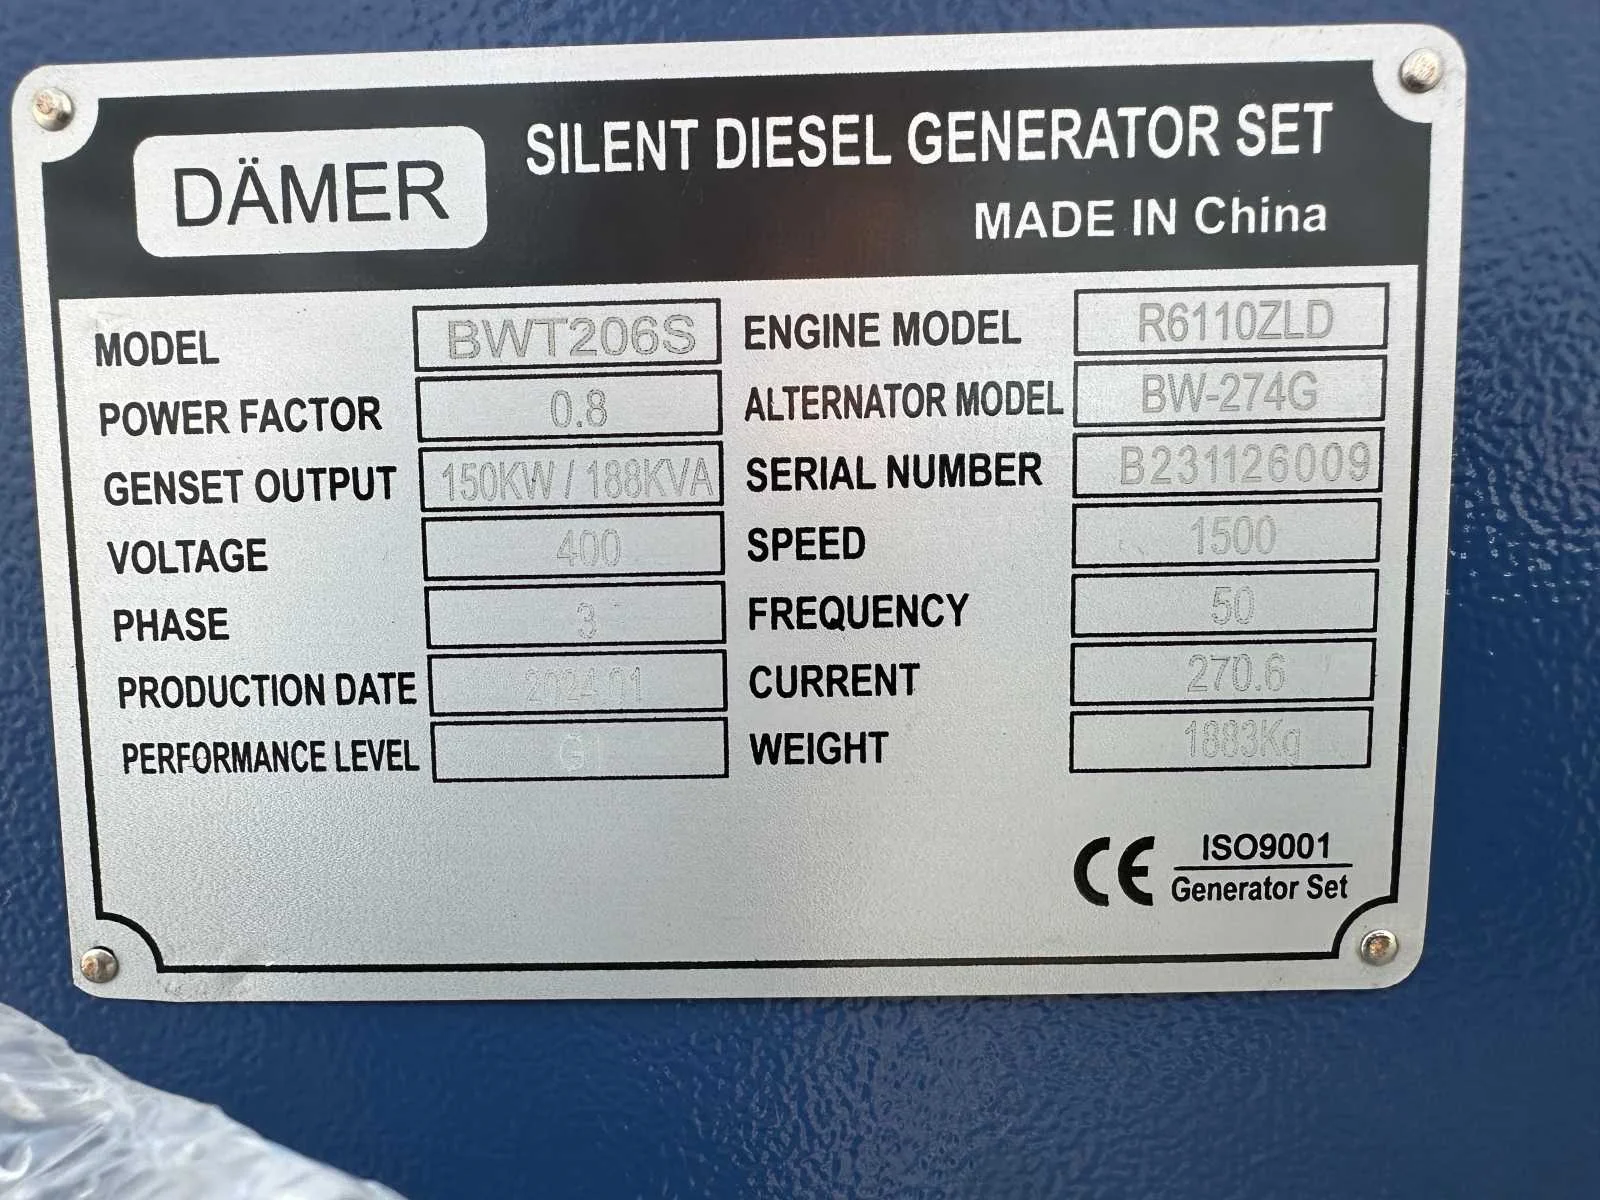 DÄMER
SILENT DIESEL GENERATOR SET
MADE IN China
MODEL BWT206S
POWER FACTOR 0.8
GENSET OUTPUT 150KW / 188KVA
VOLTAGE 400
PHASE 3
PRODUCTION DATE 2024.01
PERFORMANCE LEVEL G1
ENGINE MODEL R6110ZLD
ALTERNATOR MODEL BW-274G
SERIAL NUMBER B231126009
SPEED 1500
FREQUENCY 50
CURRENT 270.6
WEIGHT 1883Kg
CE ISO9001
Generator Set